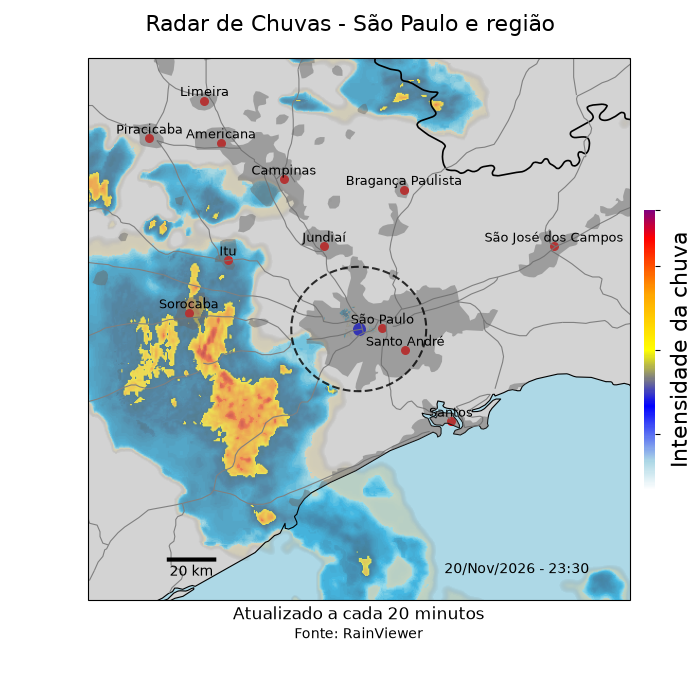 Radar de Chuvas - São Paulo e região
Limeira
Piracicaba
Americana
Campinas
Bragança Paulista
Jundiaí
São José dos Campos
Itu
Sorocaba
São Paulo
Santo André
Santos
Intensidade da chuva
20 km
20/Nov/2026 - 23:30
Atualizado a cada 20 minutos
Fonte: RainViewer